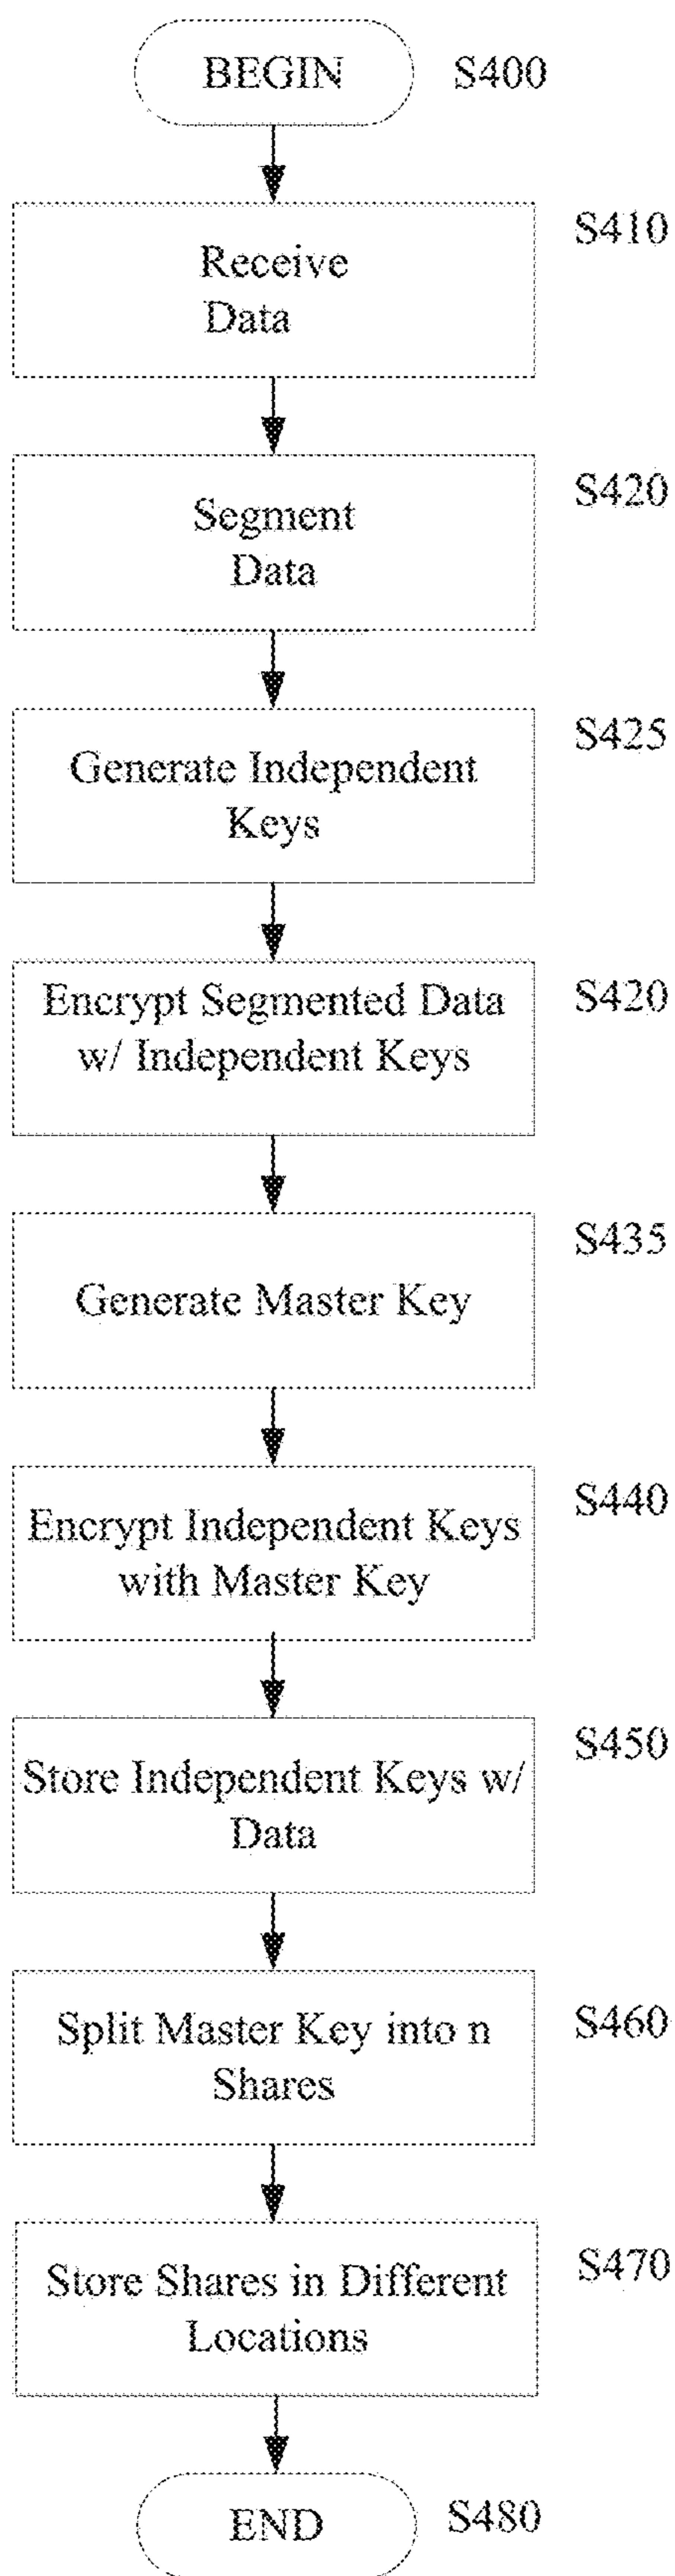 BEGIN S400
S410
Receive
Data
S420
Segment
Data
S425
Generate Independent
Keys
S420
Encrypt Segmented Data
w/ Independent Keys
S435
Generate Master Key
S440
Encrypt Independent Keys
with Master Key
S450
Store Independent Keys w/
Data
S460
Split Master Key into n
Shares
S470
Store Shares in Different
Locations
END S480